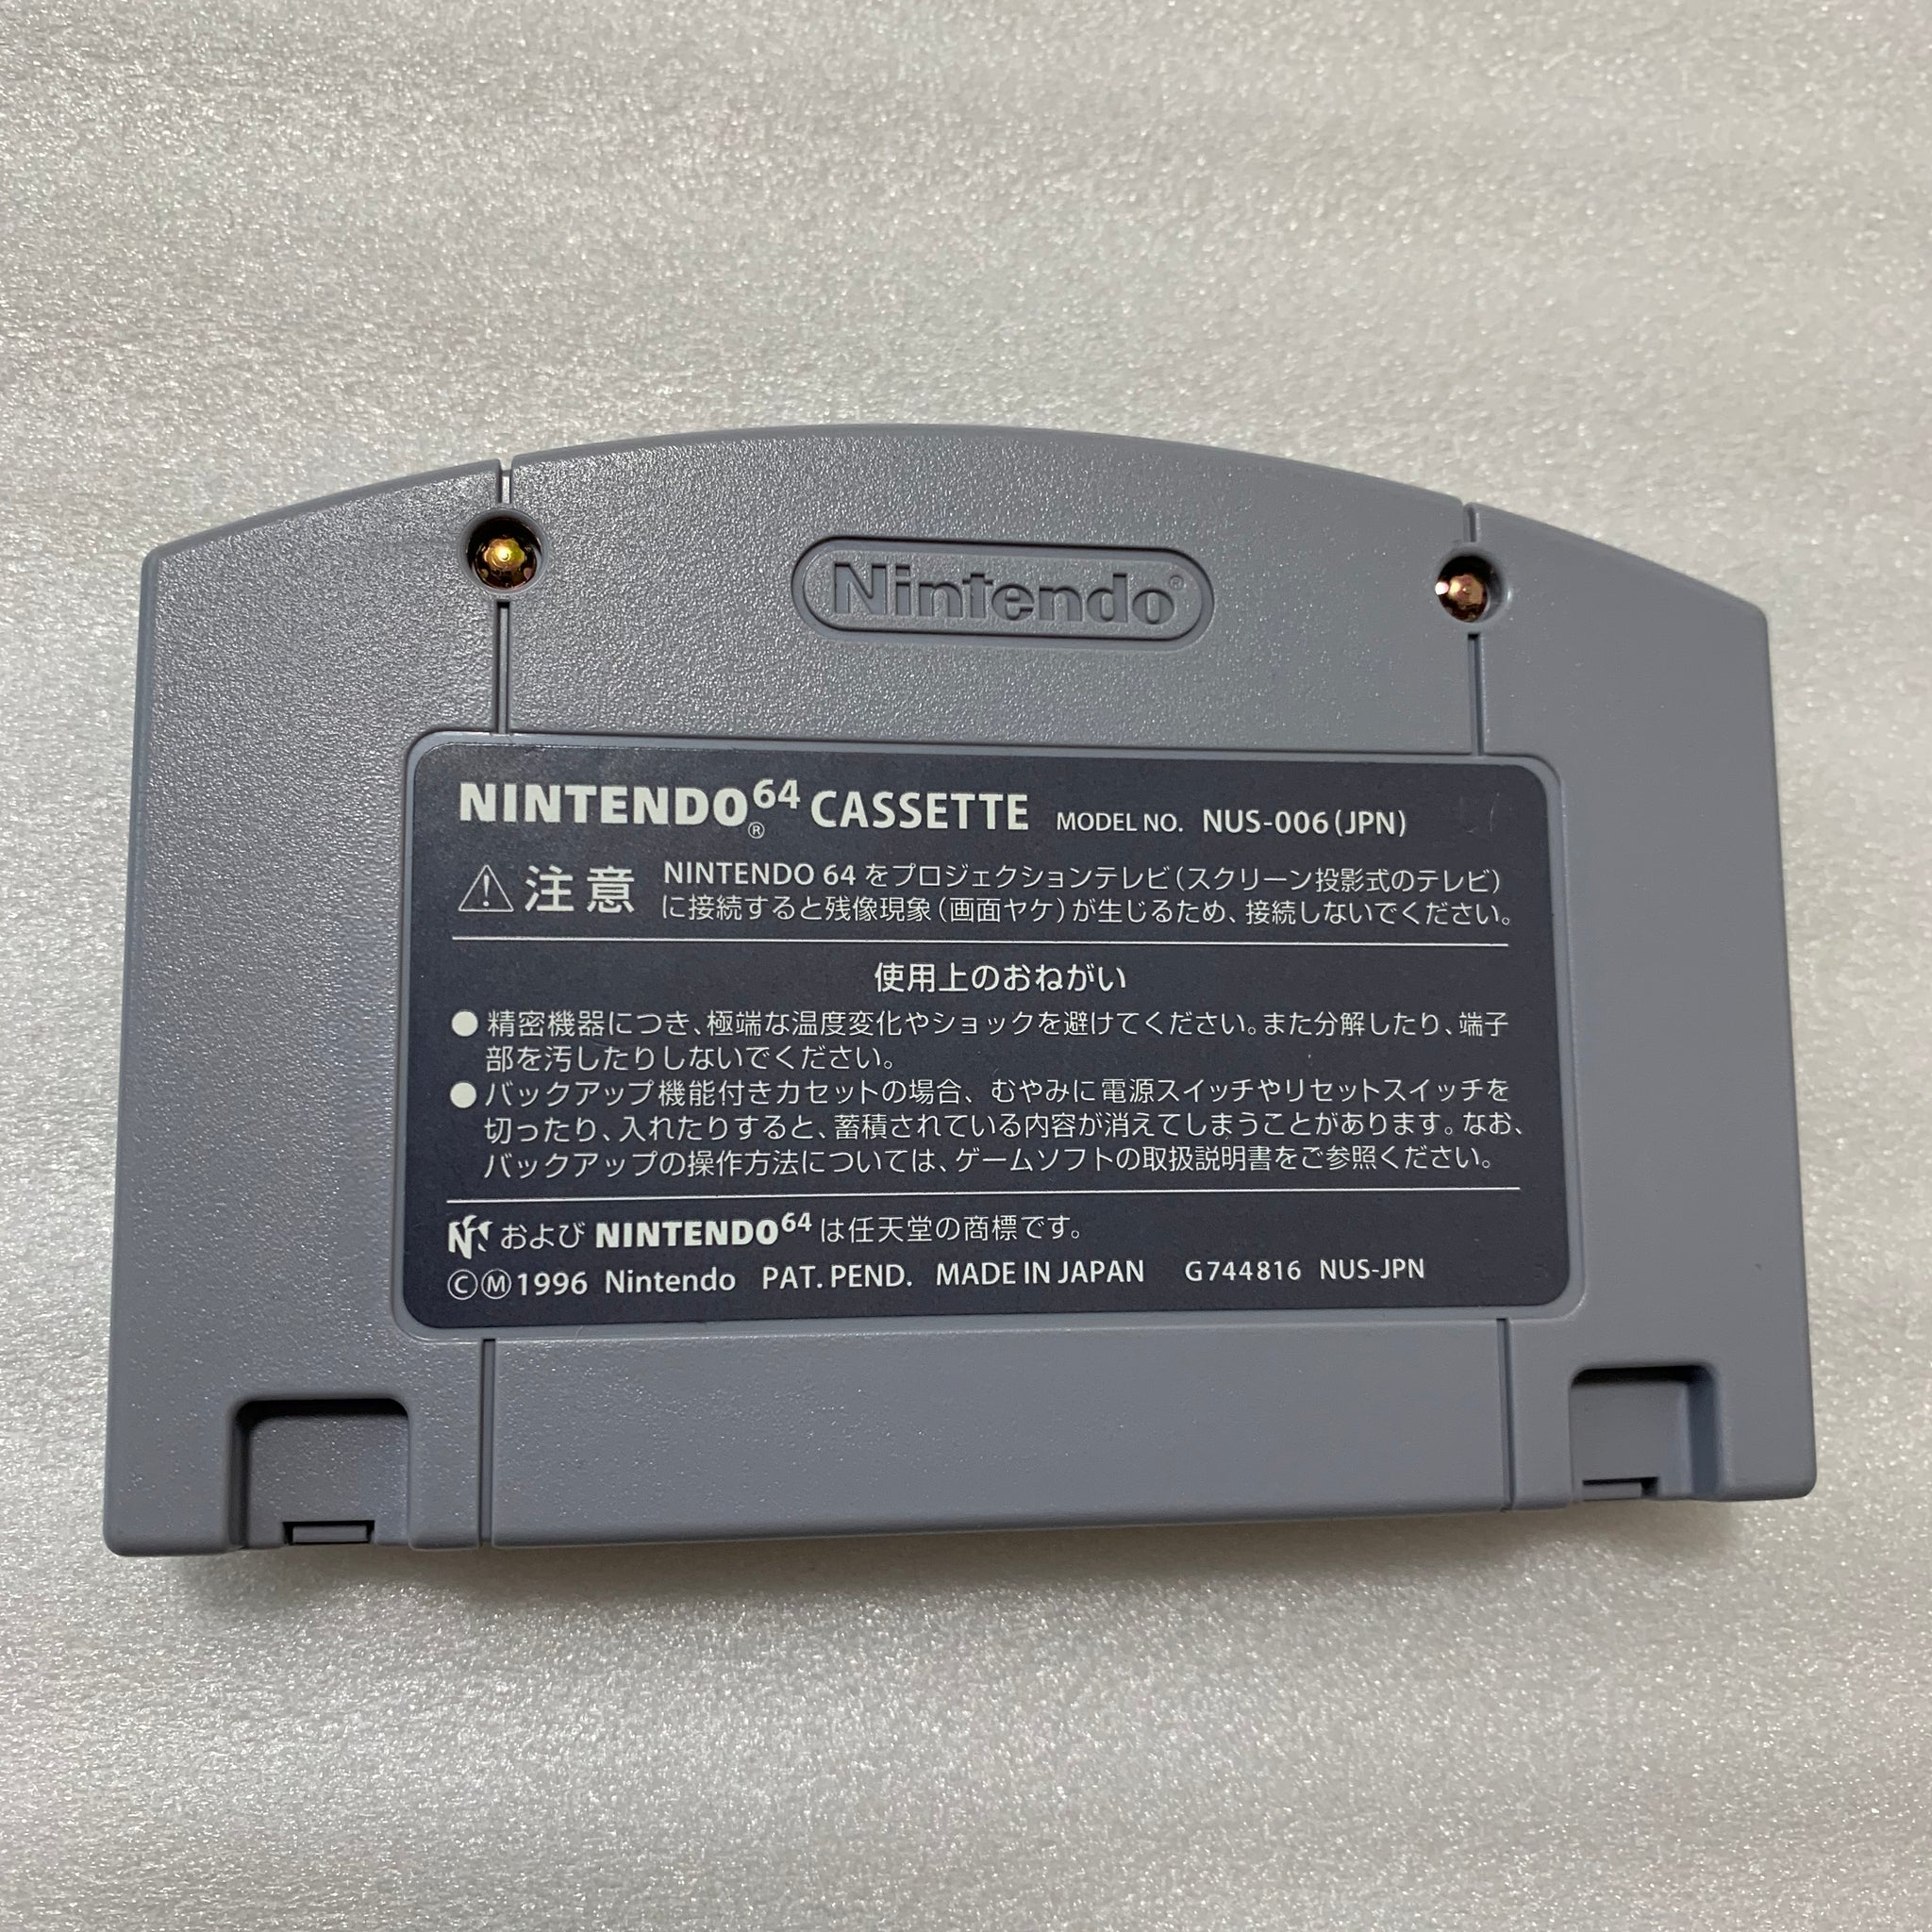 Nintendo®
NINTENDO®64 CASSETTE MODEL NO. NUS-006(JPN)
⚠注意 NINTENDO 64 をプロジェクションテレビ(スクリーン投影式のテレビ)
に接続すると残像現象(画面ヤケ)が生じるため、接続しないでください。
使用上のおねがい
●精密機器につき、極端な温度変化やショックを避けてください。また分解したり、端子
部を汚したりしないでください。
●バックアップ機能付きカセットの場合、むやみに電源スイッチやリセットスイッチを
切ったり、入れたりすると、蓄積されている内容が消えてしまうことがあります。なお、
バックアップの操作方法については、ゲームソフトの取扱説明書をご参照ください。
N および NINTENDO64 は任天堂の商標です。
ⒸⓂ1996 Nintendo PAT. PEND. MADE IN JAPAN G744816 NUS-JPN